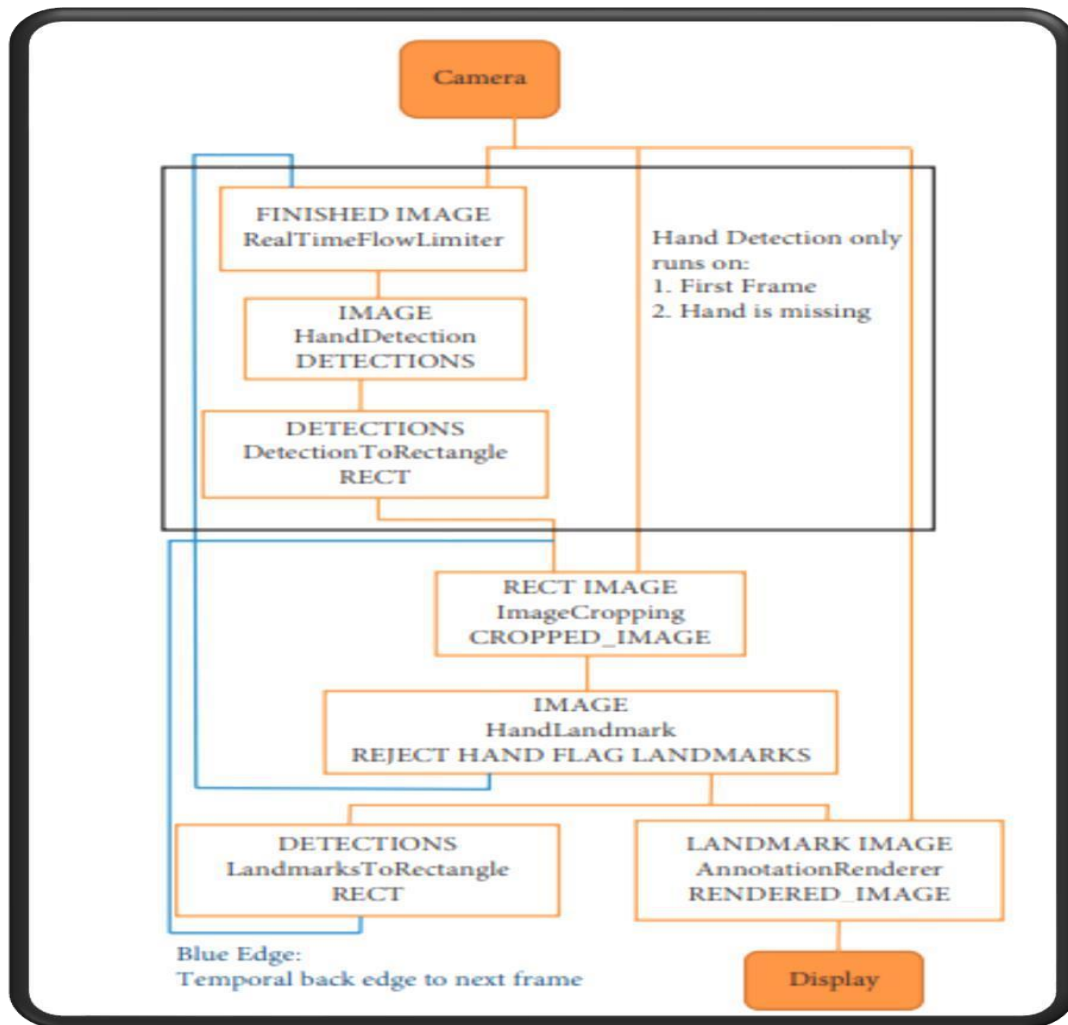 Camera
FINISHED IMAGE
RealTimeFlowLimiter
Hand Detection only
runs on:
1. First Frame
2. Hand is missing
IMAGE
HandDetection
DETECTIONS
DETECTIONS
DetectionToRectangle
RECT
RECT IMAGE
ImageCropping
CROPPED_IMAGE
IMAGE
HandLandmark
REJECT HAND FLAG LANDMARKS
DETECTIONS
LandmarksToRectangle
RECT
LANDMARK IMAGE
AnnotationRenderer
RENDERED_IMAGE
Blue Edge:
Temporal back edge to next frame
Display